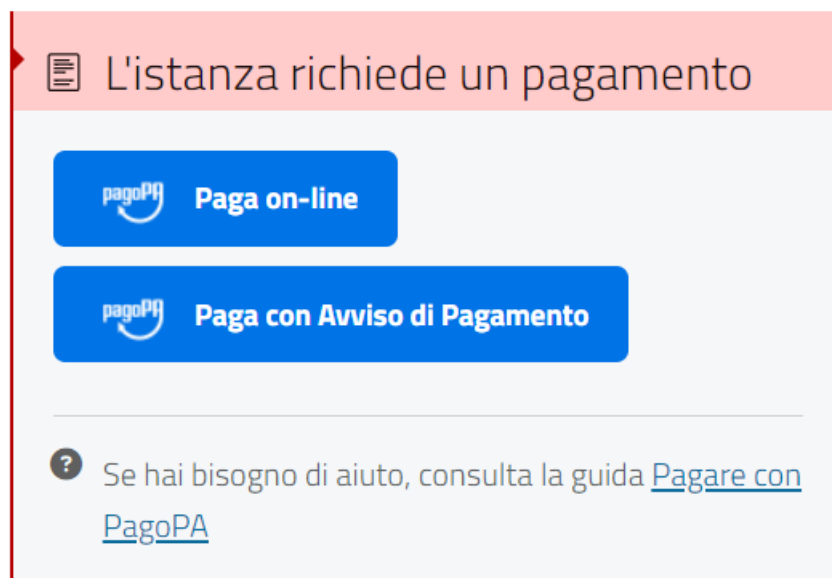 L'istanza richiede un pagamento
pagoPA Paga on-line
pagoPA Paga con Avviso di Pagamento
? Se hai bisogno di aiuto, consulta la guida Pagare con
PagoPA